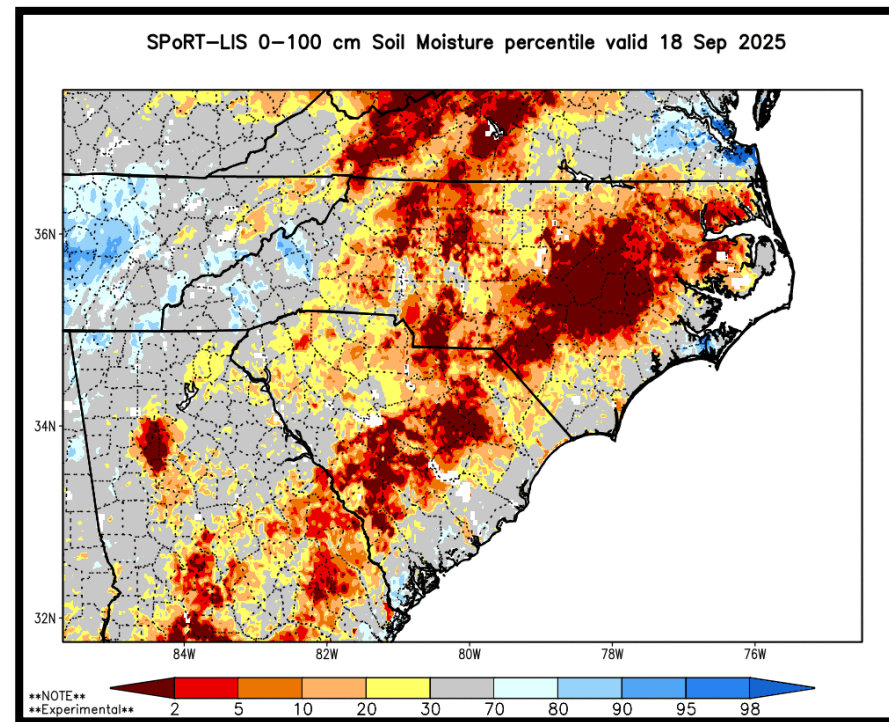 SPoRT-LIS 0-100 cm Soil Moisture percentile valid 18 Sep 2025
36N
34N
32N
84W 82W 80W 78W 76W
**NOTE**
**Experimental** 2 5 10 20 30 70 80 90 95 98